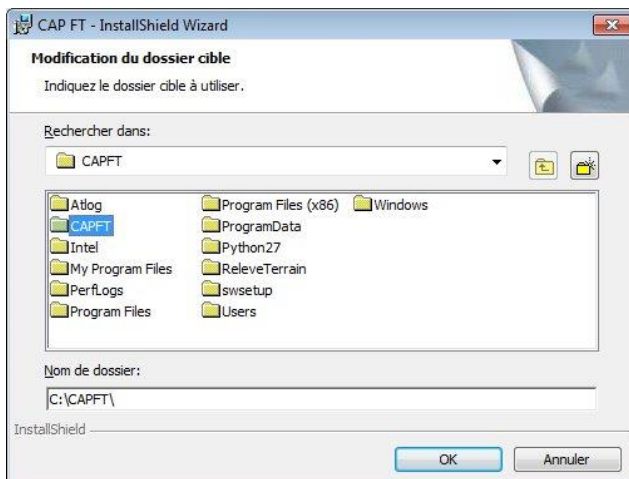 CAP FT - InstallShield Wizard
Modification du dossier cible
Indiquez le dossier cible à utiliser.
Rechercher dans:
CAPFT
Atlog
CAPFT
Intel
My Program Files
PerfLogs
Program Files
Program Files (x86)
ProgramData
Python27
ReleveTerrain
swsetup
Users
Windows
Nom de dossier:
C:\CAPFT\
InstallShield
OK
Annuler